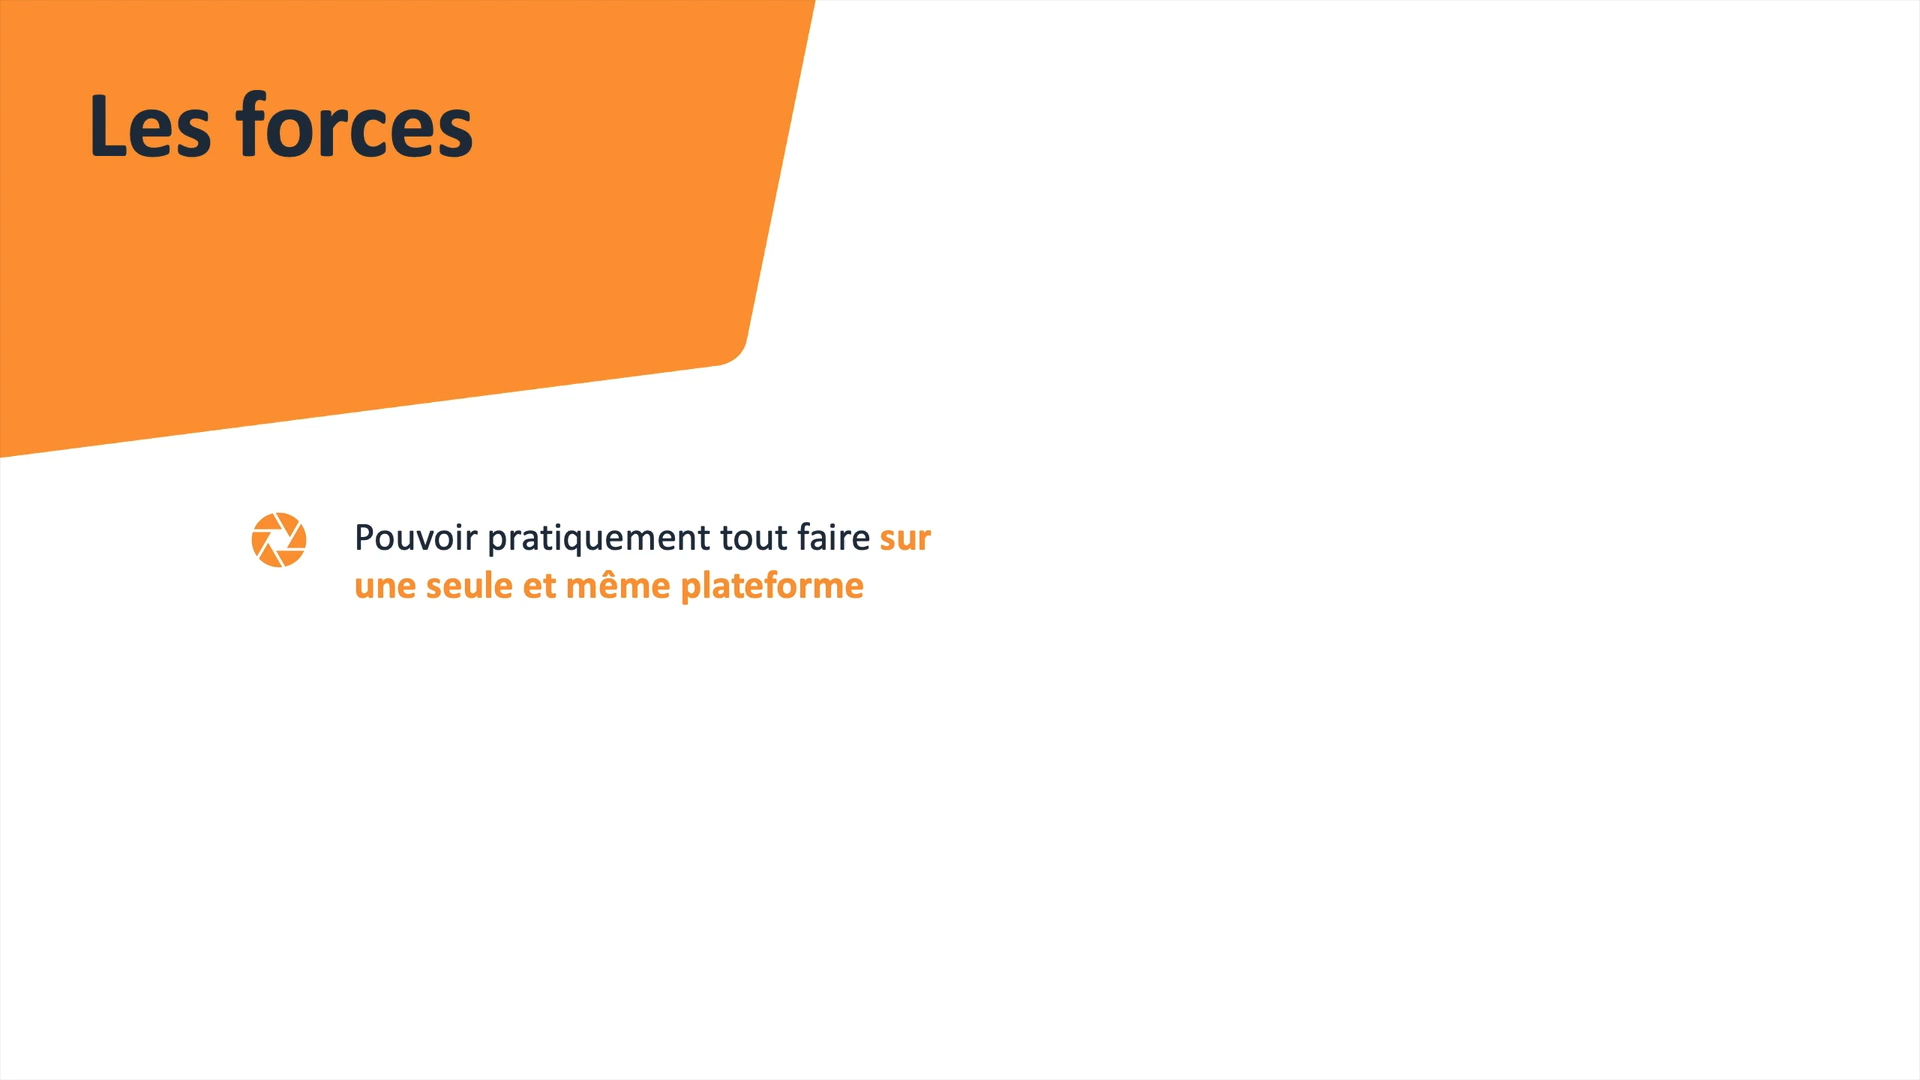 Les forces
Pouvoir pratiquement tout faire sur
une seule et même plateforme